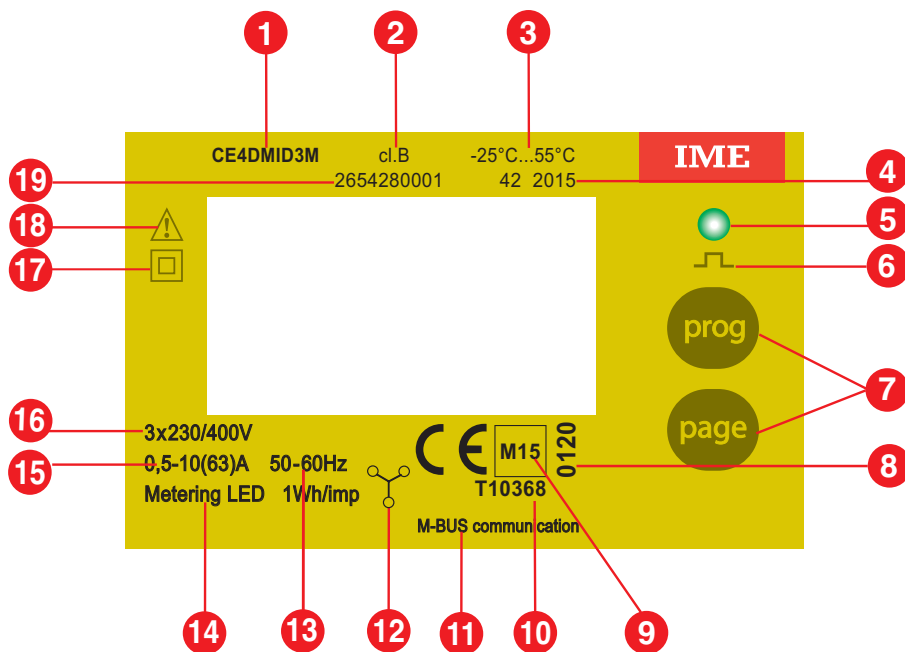 1 2 3
CE4DMID3M cl.B -25°C...55°C IME
19 2654280001 42 2015 4
18 5
17 6
prog
7
page
16 3x230/400V
15 0,5-10(63)A 50-60Hz CE M15 0120 8
Metering LED 1Wh/imp T10368
M-BUS communication
14 13 12 11 10 9